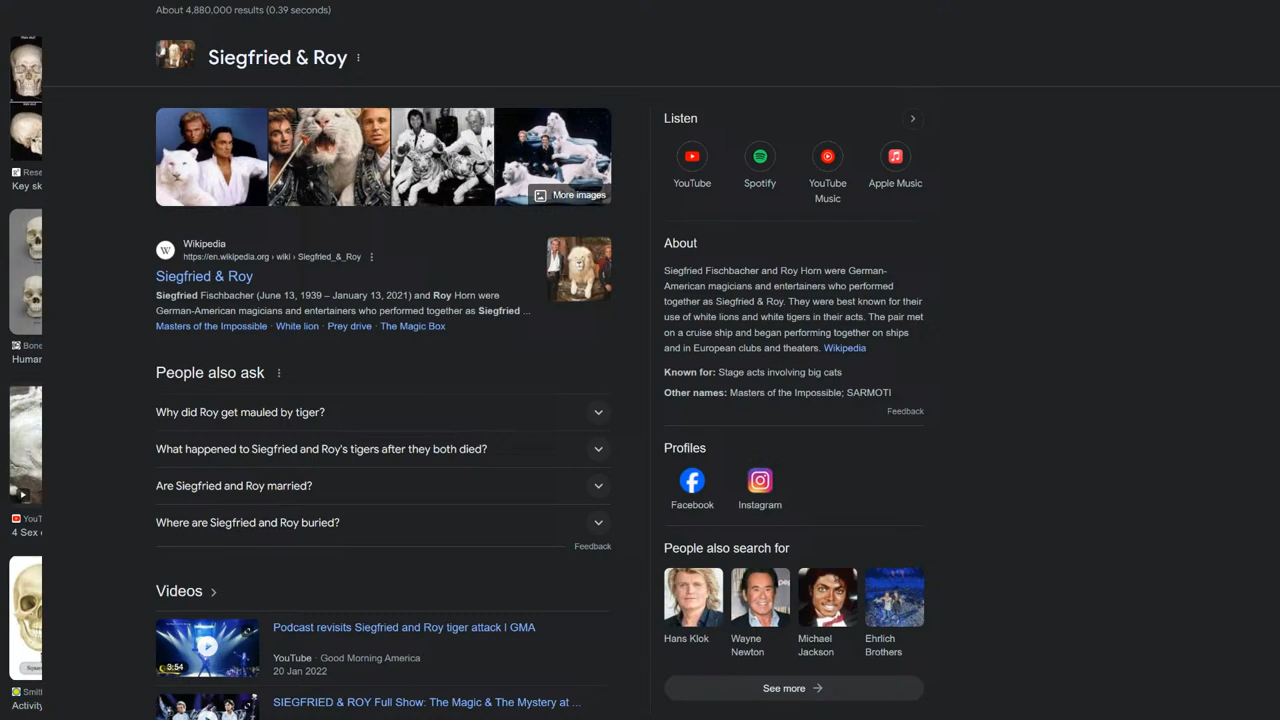 About 4,880,000 results (0.39 seconds)
Siegfried & Roy
More images
Wikipedia
https://en.wikipedia.org › wiki › Siegfried_&_Roy
Siegfried & Roy
Siegfried Fischbacher (June 13, 1939 – January 13, 2021) and Roy Horn were
German-American magicians and entertainers who performed together as Siegfried ...
Masters of the Impossible · White lion · Prey drive · The Magic Box
People also ask
Why did Roy get mauled by tiger?
What happened to Siegfried and Roy's tigers after they both died?
Are Siegfried and Roy married?
Where are Siegfried and Roy buried?
Feedback
Videos
3:54
Podcast revisits Siegfried and Roy tiger attack l GMA
YouTube · Good Morning America
20 Jan 2022
SIEGFRIED & ROY Full Show: The Magic & The Mystery at ...
Listen
YouTube
Spotify
YouTube Music
Apple Music
About
Siegfried Fischbacher and Roy Horn were German-
American magicians and entertainers who performed
together as Siegfried & Roy. They were best known for their
use of white lions and white tigers in their acts. The pair met
on a cruise ship and began performing together on ships
and in European clubs and theaters. Wikipedia
Known for: Stage acts involving big cats
Other names: Masters of the Impossible; SARMOTI
Feedback
Profiles
Facebook
Instagram
People also search for
Hans Klok
Wayne Newton
Michael Jackson
Ehrlich Brothers
See more
Rese
Key sk
Bone
Human
YouT
4 Sex
Smit
Activity